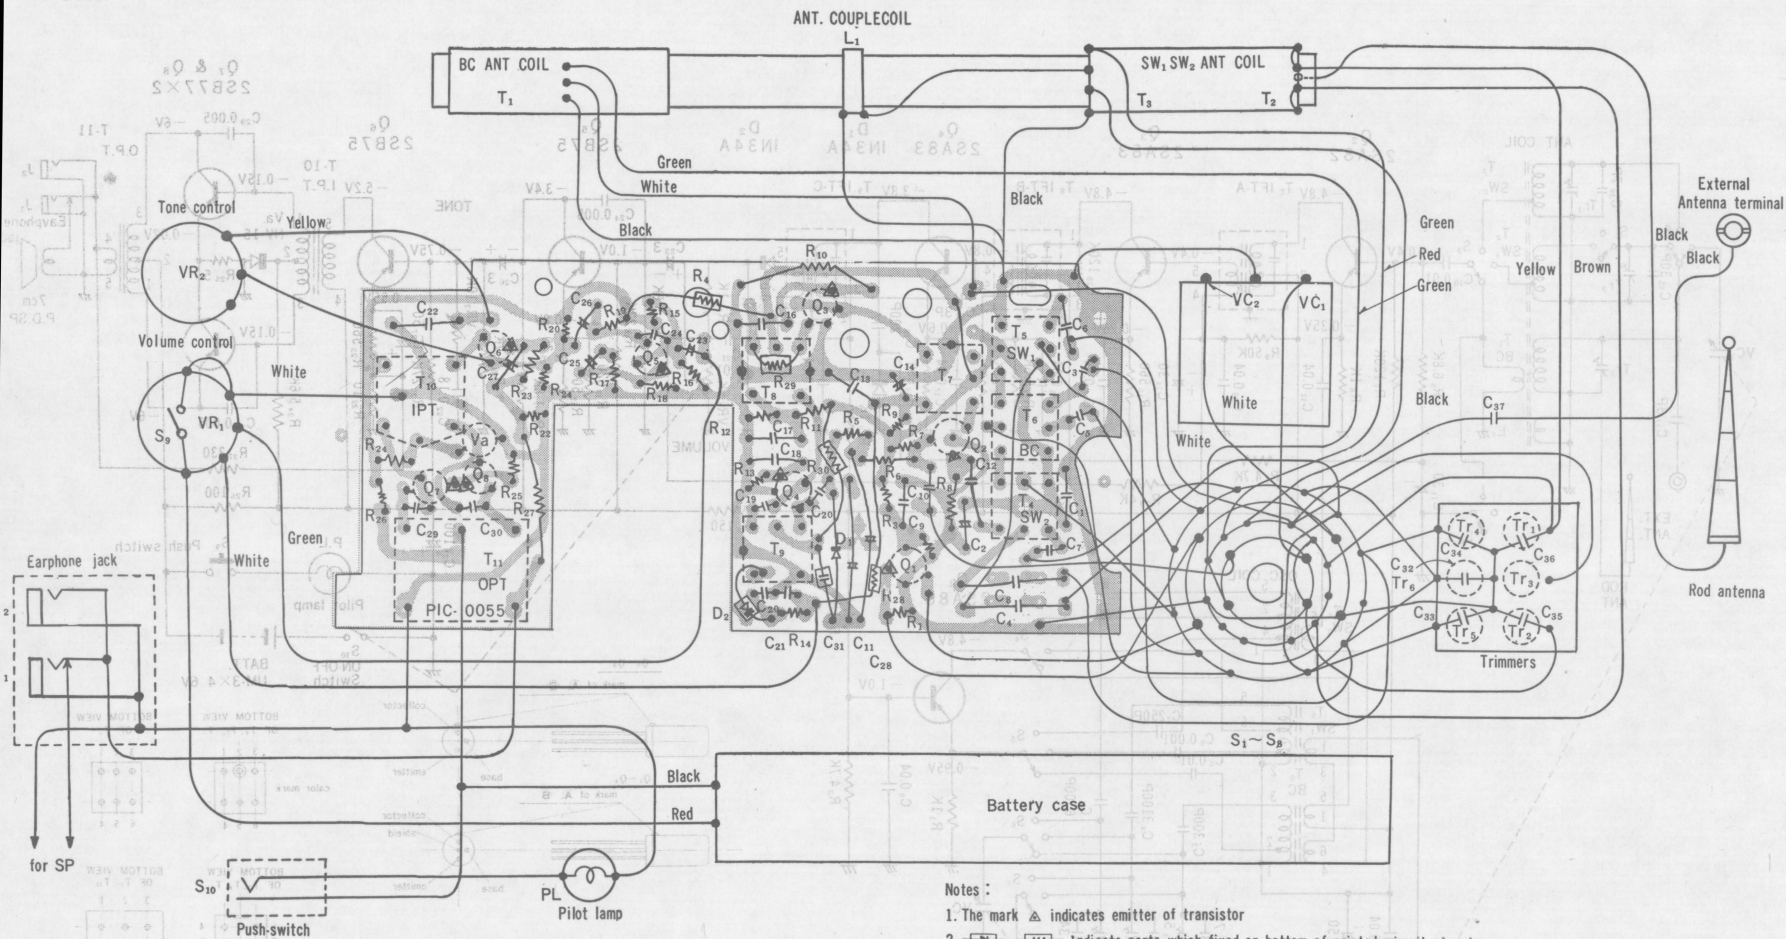 ANT. COUPLECOIL
L₁
BC ANT COIL
T₁
SW₁ SW₂ ANT COIL
T₃
T₂
External
Antenna terminal
Green
White
Black
Black
Green
Red
Green
Yellow
Brown
Black
Black
Tone control
Yellow
VR₂
Volume control
White
S₉
VR₁
White
Green
R₁₀
R₄
C₂₂
C₂₆
R₂₀
R₁₉
R₁₅
C₂₄
C₂₃
C₁₆
Q₃
Q₆
C₂₅
Q₅
C₂₇
R₂₃
R₂₄
R₁₇
R₁₈
R₁₆
T₁₀
IPT
R₂₉
T₈
C₁₈
C₁₄
T₇
T₅
SW₁
C₆
C₃
VC₂
VC₁
White
White
Black
C₃₇
R₂₂
R₁₂
C₁₇
R₁₁
R₅
R₉
R₇
Q₂
T₆
BC
C₅
Va
R₂₄
R₁₃
C₁₈
R₃₀
R₆
C₁₂
Q₇
Q₈
R₂₅
C₁₉
Q₄
C₁₀
R₈
T₄
SW₂
C₁
R₂₆
R₂₇
C₂₀
R₃
C₉
C₂₉
C₃₀
T₁₁
OPT
PIC-0055
T₉
D₁
Q₁
C₂
C₇
C₈
C₄
D₂
C₂₀
R₂₈
R₁
C₂₁
R₁₄
C₃₁
C₁₁
C₂₈
Tr₄
Tr₁
C₃₄
C₃₆
C₃₂
Tr₆
Tr₃
C₃₃
C₃₅
Tr₅
Tr₂
Trimmers
Rod antenna
S₁~S₈
Earphone jack
2
1
for SP
Black
Red
Battery case
S₁₀
Push-switch
PL
Pilot lamp
Notes :
1. The mark △ indicates emitter of transistor